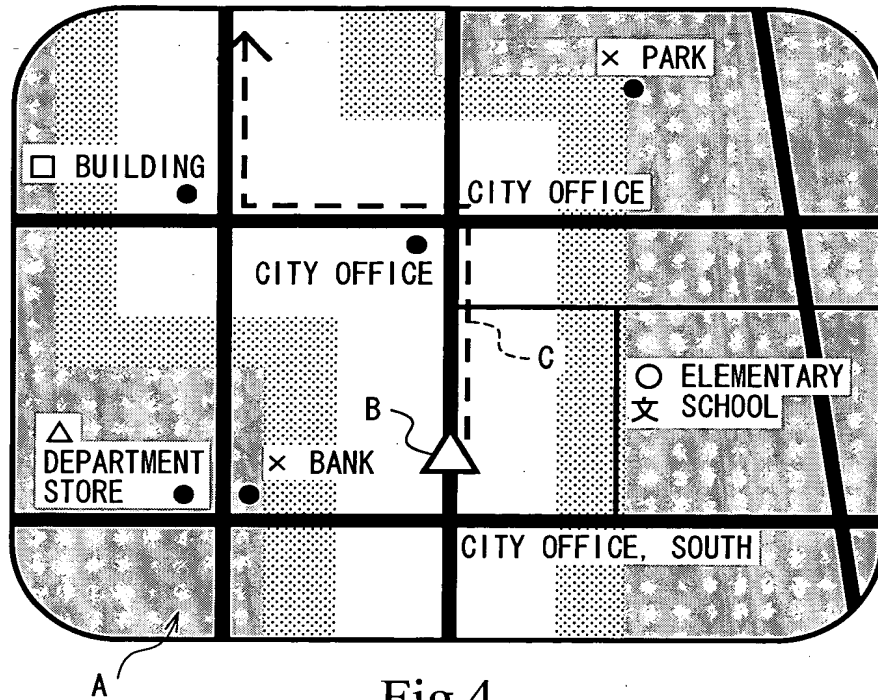 × PARK
□ BUILDING
CITY OFFICE
CITY OFFICE
C
○ ELEMENTARY
文 SCHOOL
B
△
DEPARTMENT
STORE
× BANK
CITY OFFICE, SOUTH
A
Fig.4